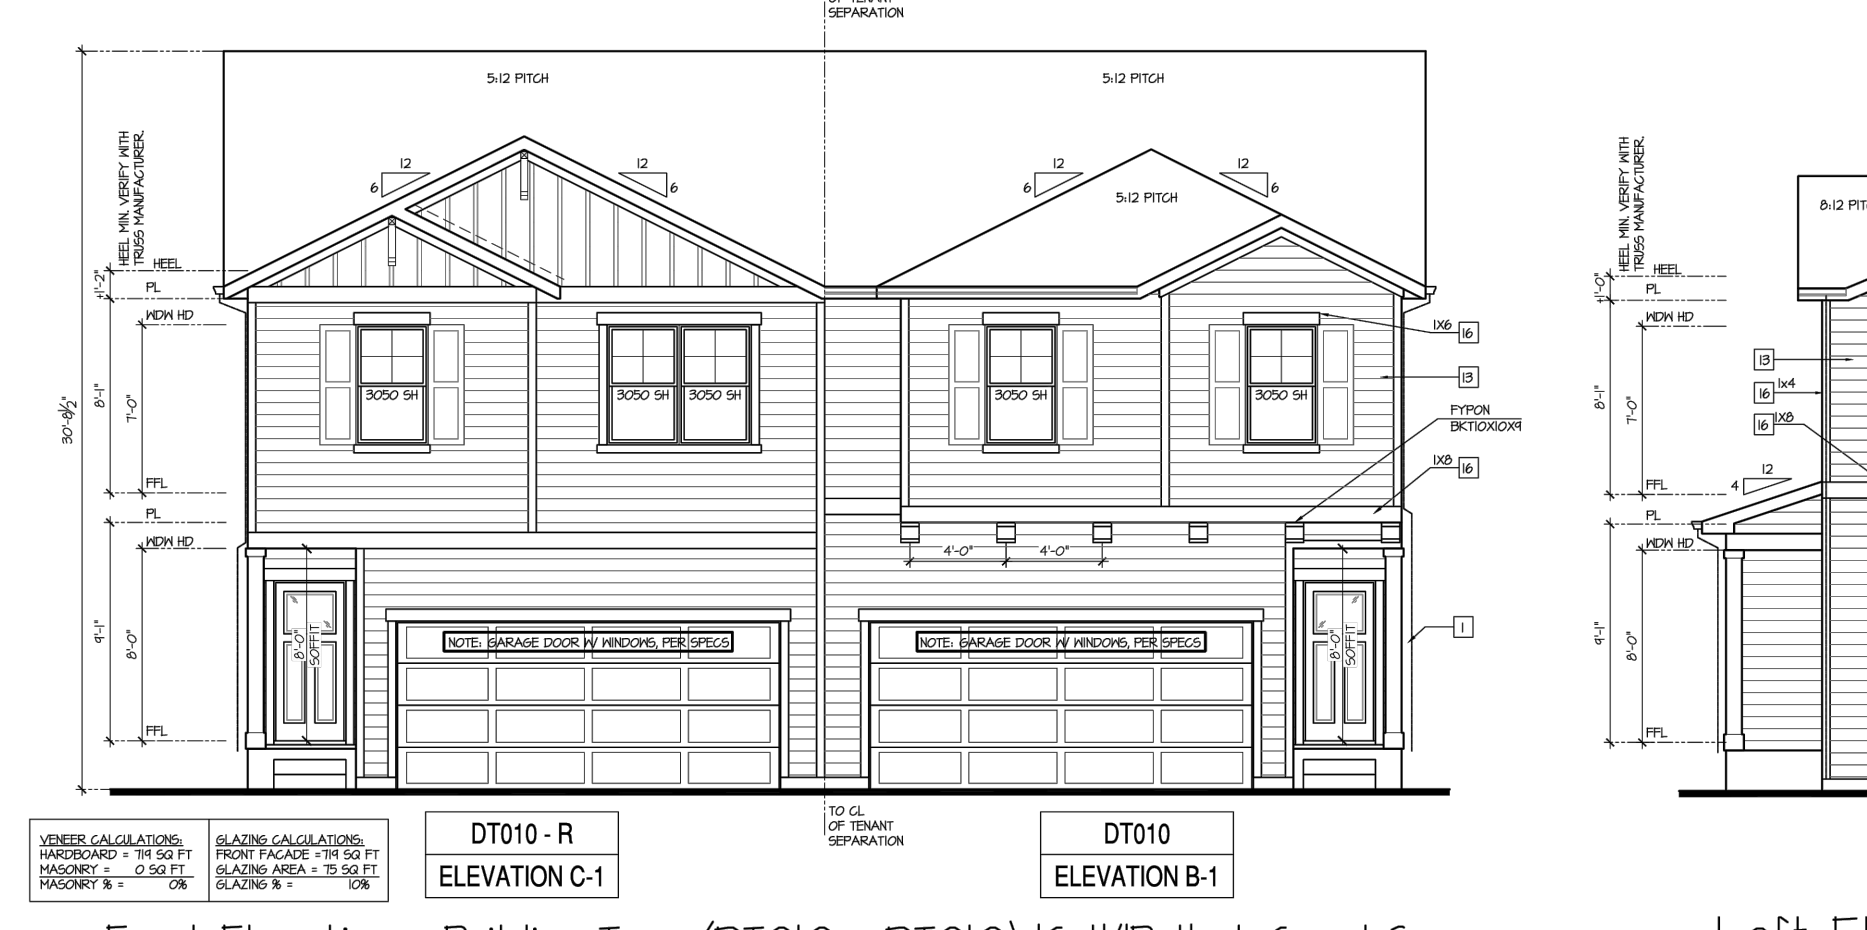 SEPARATION
5:12 PITCH
5:12 PITCH
HEEL MIN. VERIFY WITH
TRUSS MANUFACTURER.
12
6
12
6
12
6
12
6
5:12 PITCH
HEEL
±1'-2"
PL
WDW HD
1X6 16
13
3050 SH
3050 SH 3050 SH
3050 SH
3050 SH
FYPON
BKT10X10X9
30'-8½"
8'-1"
7'-0"
1X8 16
FFL
PL
WDW HD
4'-0" 4'-0"
9'-1"
8'-0"
8'-0"
SOFFIT
NOTE: GARAGE DOOR W/ WINDOWS, PER SPECS
NOTE: GARAGE DOOR W/ WINDOWS, PER SPECS
8'-0"
SOFFIT
1
FFL
TO CL
OF TENANT
SEPARATION
VENEER CALCULATIONS:
HARDBOARD = 719 SQ FT
MASONRY = 0 SQ FT
MASONRY % = 0%
GLAZING CALCULATIONS:
FRONT FACADE =719 SQ FT
GLAZING AREA = 75 SQ FT
GLAZING % = 10%
DT010 - R
ELEVATION C-1
DT010
ELEVATION B-1
HEEL MIN. VERIFY WITH
TRUSS MANUFACTURER.
8:12
HEEL
±1'-0"
PL
WDW HD
13
16 1x4
16 1X8
8'-1"
7'-0"
12
4
FFL
PL
WDW HD
9'-1"
8'-0"
FFL